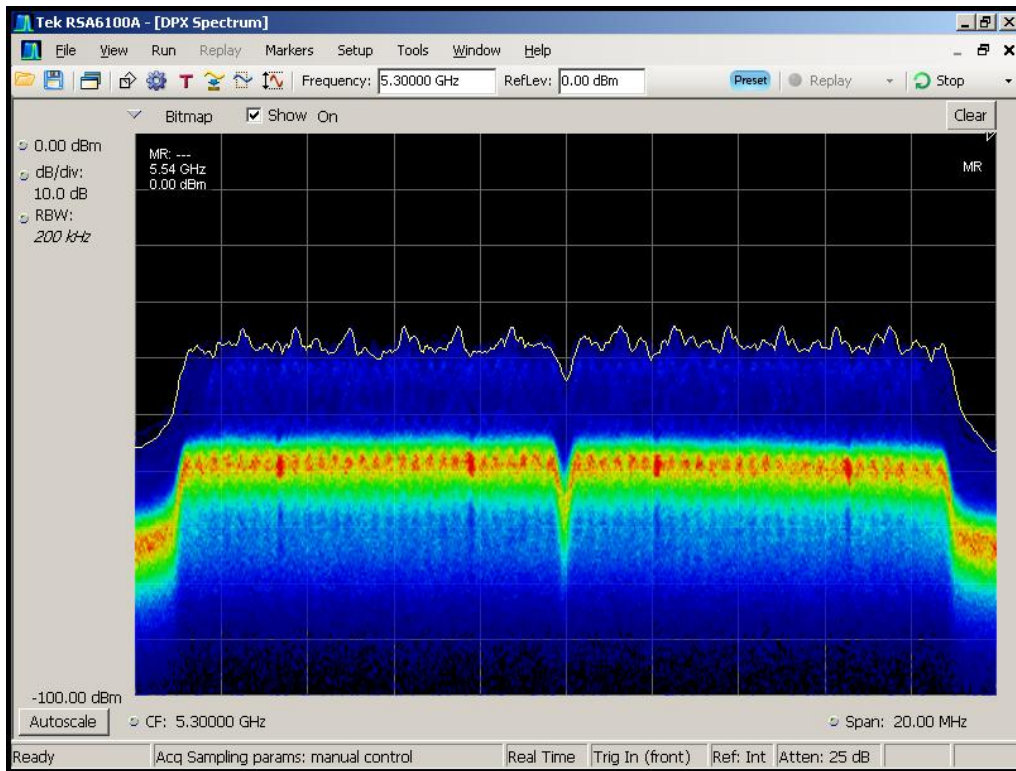 Tek RSA6100A - [DPX Spectrum]
File View Run Replay Markers Setup Tools Window Help
Frequency: 5.30000 GHz RefLev: 0.00 dBm Preset Replay Stop
Bitmap Show On Clear
0.00 dBm
dB/div:
10.0 dB
RBW:
200 kHz
MR: ---
5.54 GHz
0.00 dBm
MR
-100.00 dBm
Autoscale CF: 5.30000 GHz Span: 20.00 MHz
Ready Acq Sampling params: manual control Real Time Trig In (front) Ref: Int Atten: 25 dB